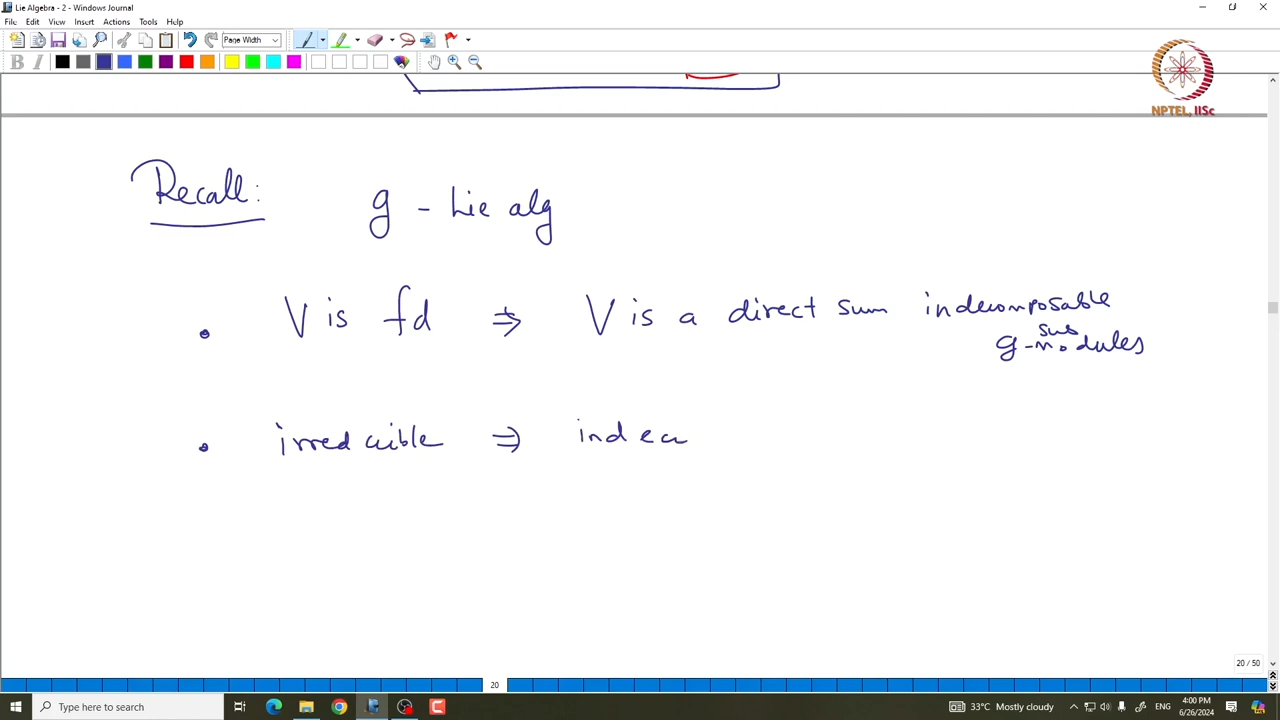 Lie Algebra - 2 - Windows Journal
File Edit View Insert Actions Tools Help
Page Width
B I
NPTEL, IISc
Recall: g - Lie alg
• V is fd ⇒ V is a direct sum indecomposable
sub
g-modules
• irreducible ⇒ indec
20 / 50
20
Type here to search
33°C Mostly cloudy
ENG
4:00 PM
6/26/2024